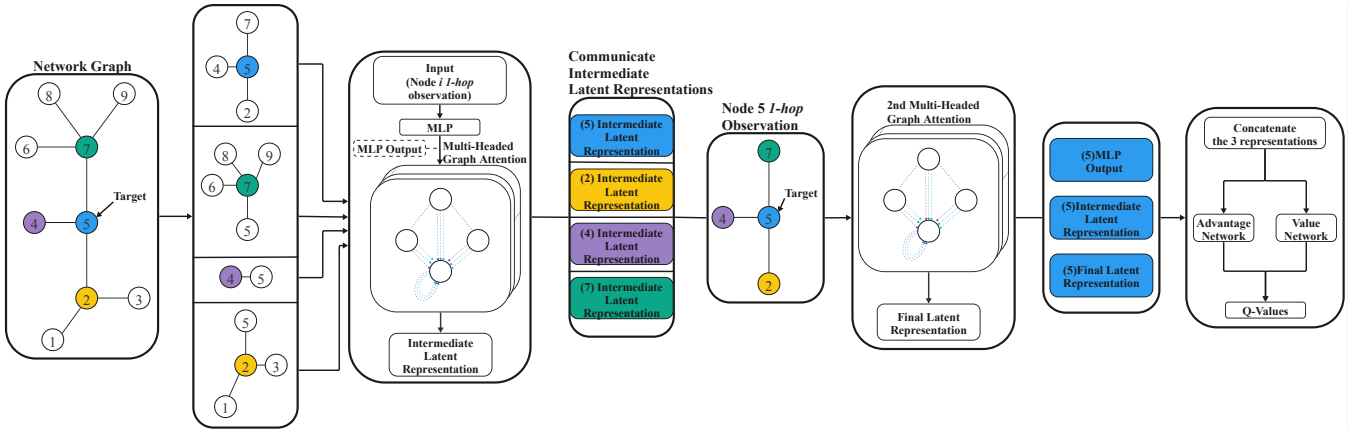 Network Graph
8
9
6
7
Target
4
5
2
3
1
7
4
5
2
8
9
6
7
5
4
5
5
2
3
1
Input
(Node i 1-hop
observation)
MLP
MLP Output
Multi-Headed
Graph Attention
Intermediate
Latent
Representation
Communicate
Intermediate
Latent Representations
(5) Intermediate
Latent
Representation
(2) Intermediate
Latent
Representation
(4) Intermediate
Latent
Representation
(7) Intermediate
Latent
Representation
Node 5 1-hop
Observation
7
Target
4
5
2
2nd Multi-Headed
Graph Attention
Final Latent
Representation
(5)MLP
Output
(5)Intermediate
Latent
Representation
(5)Final Latent
Representation
Concatenate
the 3 representations
Advantage
Network
Value
Network
Q-Values